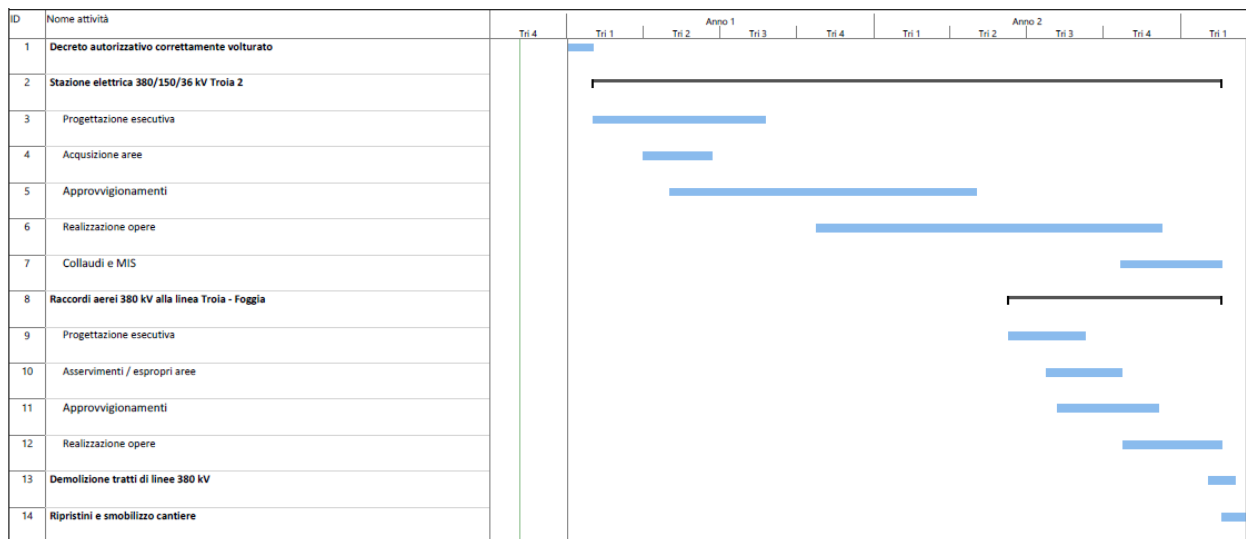 ID Nome attività
Anno 1 Anno 2
Tri 4 Tri 1 Tri 2 Tri 3 Tri 4 Tri 1 Tri 2 Tri 3 Tri 4 Tri 1
1 Decreto autorizzativo correttamente volturato
2 Stazione elettrica 380/150/36 kV Troia 2
3 Progettazione esecutiva
4 Acqusizione aree
5 Approvvigionamenti
6 Realizzazione opere
7 Collaudi e MIS
8 Raccordi aerei 380 kV alla linea Troia - Foggia
9 Progettazione esecutiva
10 Asservimenti / espropri aree
11 Approvvigionamenti
12 Realizzazione opere
13 Demolizione tratti di linee 380 kV
14 Ripristini e smobilizzo cantiere